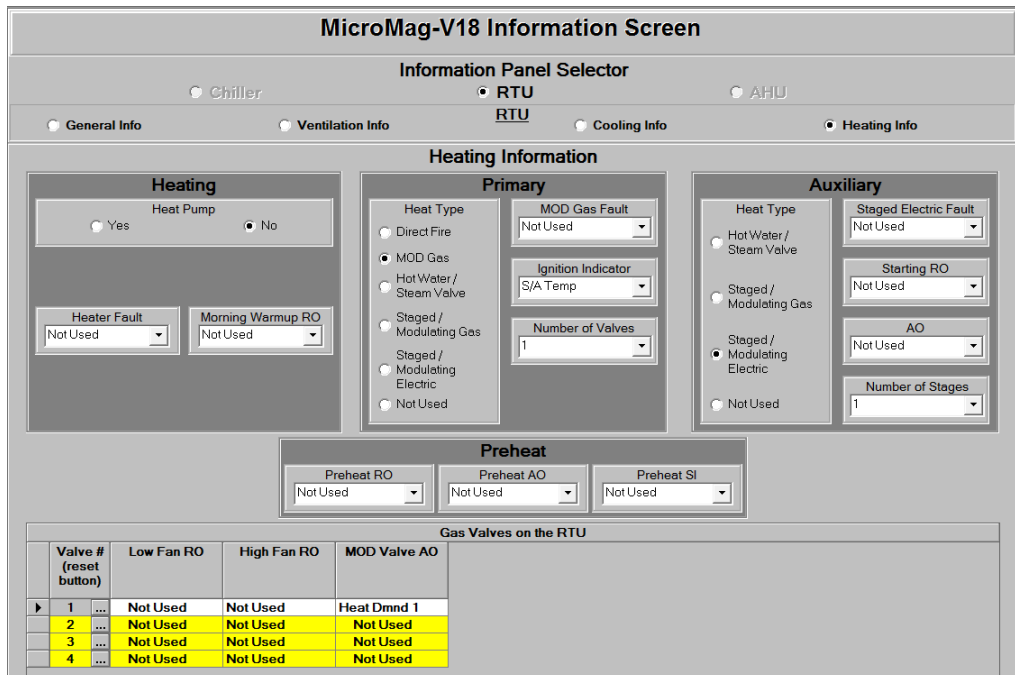 MicroMag-V18 Information Screen
Information Panel Selector
Chiller RTU AHU
RTU
General Info Ventilation Info Cooling Info Heating Info
Heating Information
Heating
Heat Pump
Yes No
Heater Fault
Not Used
Morning Warmup RO
Not Used
Primary
Heat Type
Direct Fire
MOD Gas
Hot Water /
Steam Valve
Staged /
Modulating Gas
Staged /
Modulating
Electric
Not Used
MOD Gas Fault
Not Used
Ignition Indicator
S/A Temp
Number of Valves
1
Auxiliary
Heat Type
Hot Water /
Steam Valve
Staged /
Modulating Gas
Staged /
Modulating
Electric
Not Used
Staged Electric Fault
Not Used
Starting RO
Not Used
AO
Not Used
Number of Stages
1
Preheat
Preheat RO
Not Used
Preheat AO
Not Used
Preheat SI
Not Used
Gas Valves on the RTU
Valve #
(reset
button)
Low Fan RO High Fan RO MOD Valve AO
1 ... Not Used Not Used Heat Dmnd 1
2 ... Not Used Not Used Not Used
3 ... Not Used Not Used Not Used
4 ... Not Used Not Used Not Used